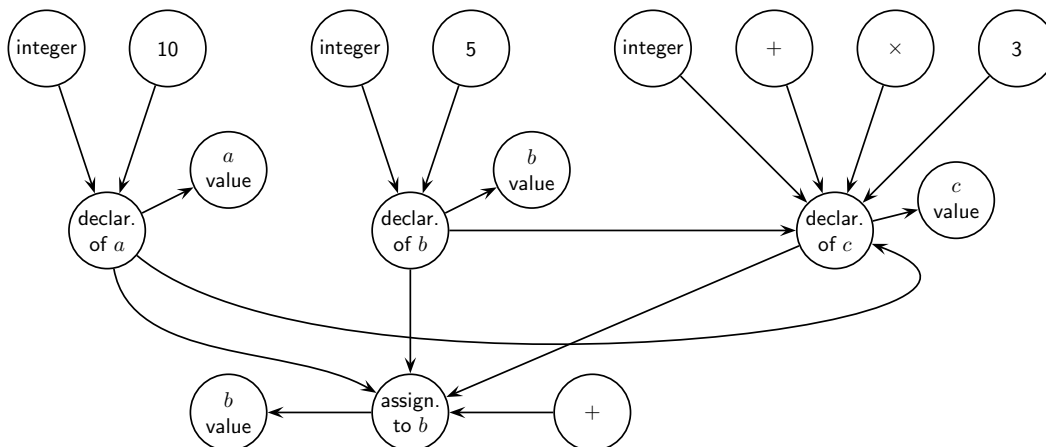 integer
10
integer
5
integer
+
×
3
a
value
b
value
c
value
declar.
of a
declar.
of b
declar.
of c
b
value
assign.
to b
+